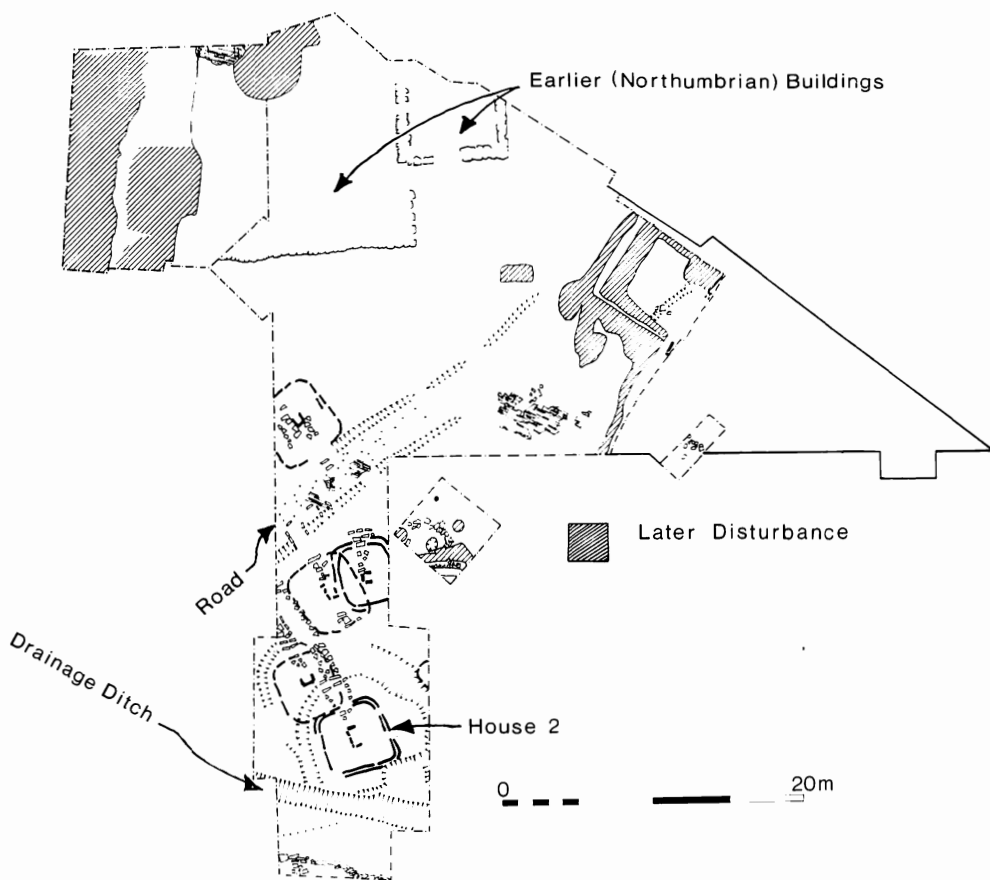 Earlier (Northumbrian) Buildings
Later Disturbance
Road
Drainage Ditch
House 2
0 20m